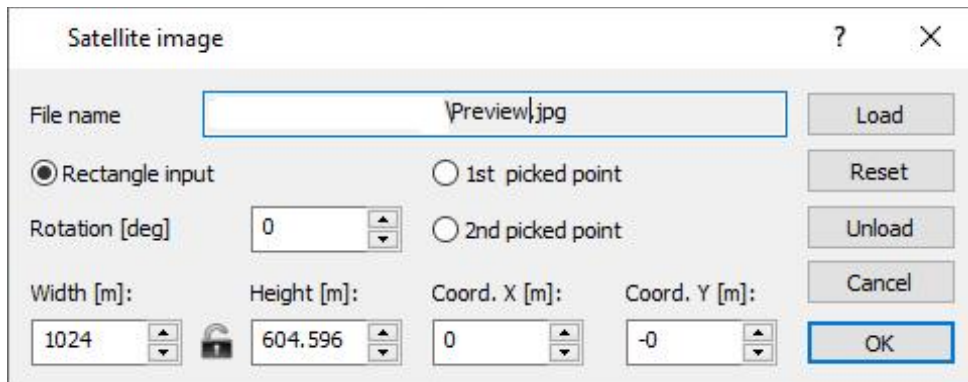 Satellite image ?
File name \Preview.jpg Load
Rectangle input 1st picked point Reset
Rotation [deg] 0 2nd picked point Unload
Width [m]: Height [m]: Coord. X [m]: Coord. Y [m]: Cancel
1024 604.596 0 -0 OK